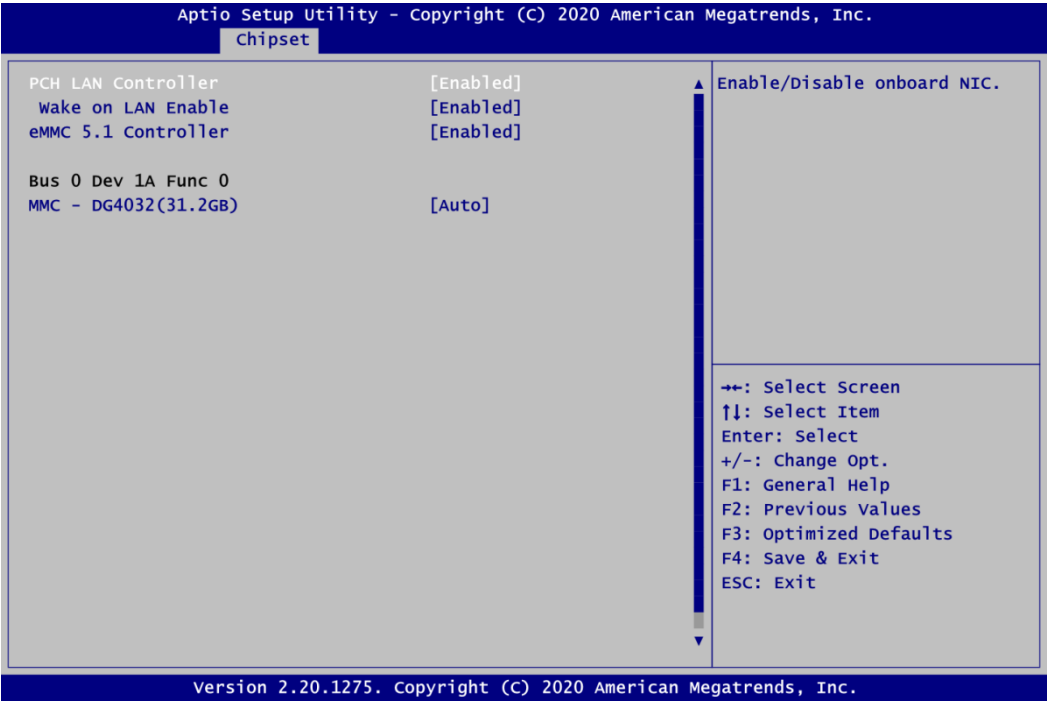 Aptio Setup Utility - Copyright (C) 2020 American Megatrends, Inc.
Chipset
PCH LAN Controller [Enabled]
Wake on LAN Enable [Enabled]
eMMC 5.1 Controller [Enabled]
Bus 0 Dev 1A Func 0
MMC - DG4032(31.2GB) [Auto]
Enable/Disable onboard NIC.
→←: Select Screen
↑↓: Select Item
Enter: Select
+/-: Change Opt.
F1: General Help
F2: Previous Values
F3: Optimized Defaults
F4: Save & Exit
ESC: Exit
Version 2.20.1275. Copyright (C) 2020 American Megatrends, Inc.